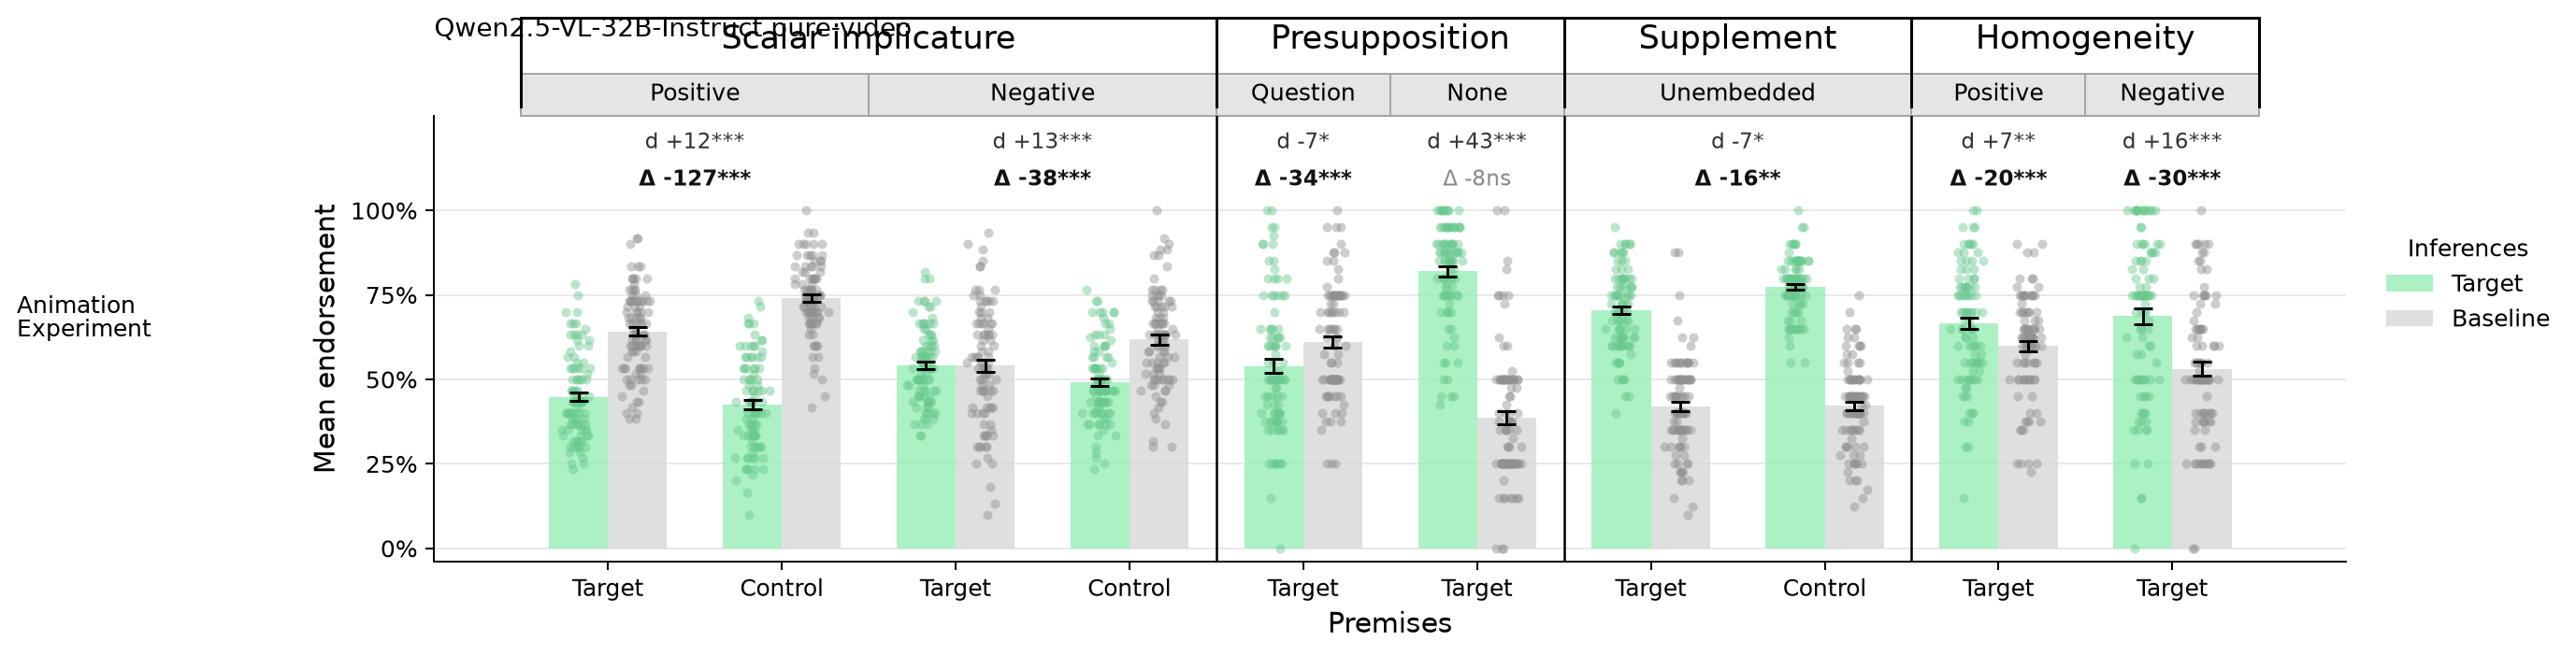 Qwen2.5-VL-32B-Instruct pure-video
Scalar implicature Presupposition Supplement Homogeneity
Positive Negative Question None Unembedded Positive Negative
d +12*** d +13*** d -7* d +43*** d -7* d +7** d +16***
Δ -127*** Δ -38*** Δ -34*** Δ -8ns Δ -16** Δ -20*** Δ -30***
Mean endorsement
100%
75%
50%
25%
0%
Animation
Experiment
Inferences
Target
Baseline
Target Control Target Control Target Target Target Control Target Target
Premises